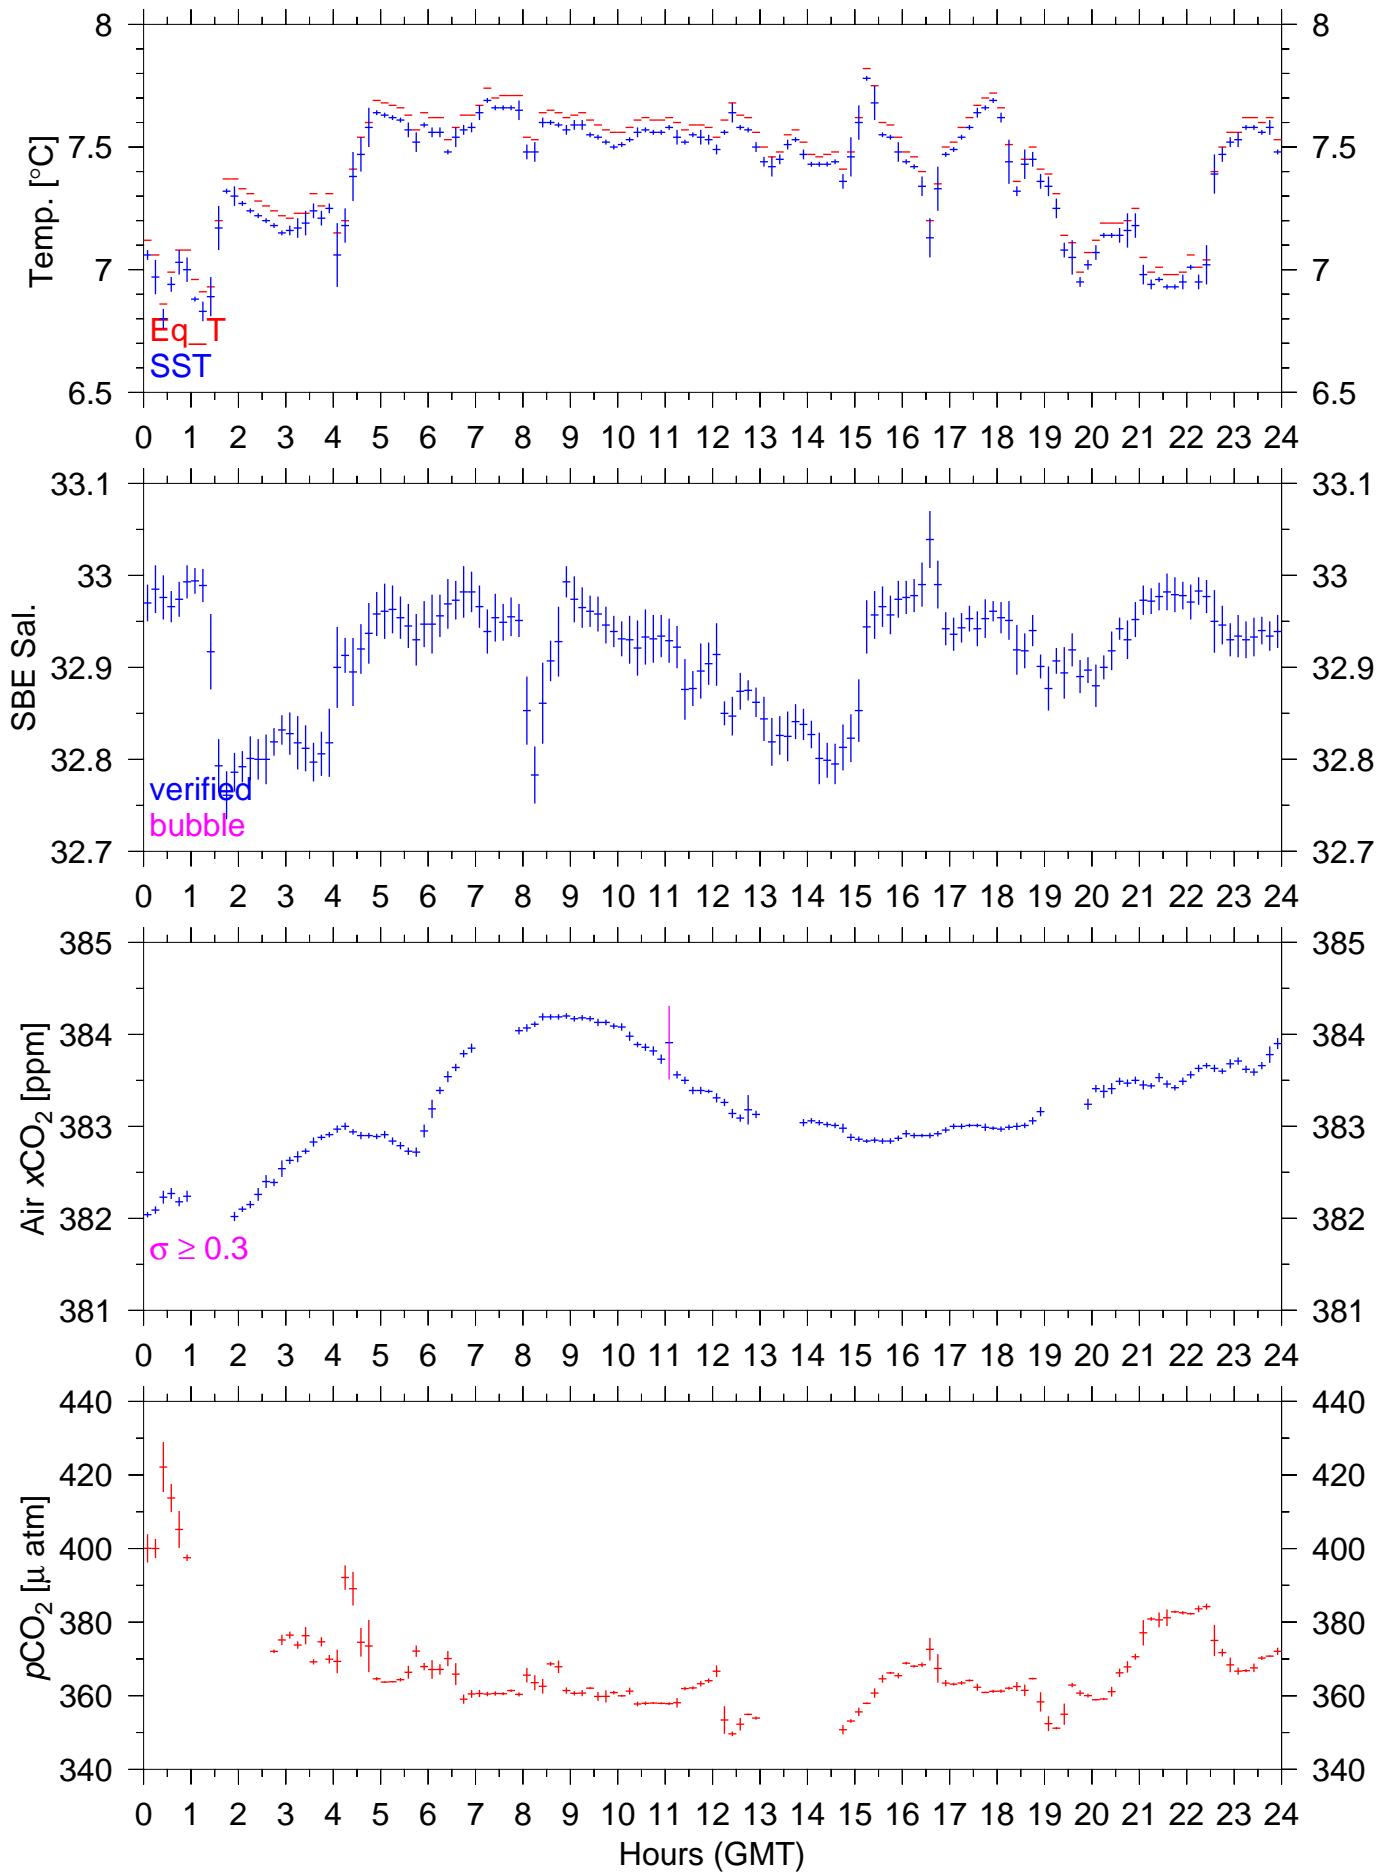 8 8
7.5 7.5
7 7
6.5 6.5
Temp. [°C]
Eq_T
SST
0 1 2 3 4 5 6 7 8 9 10 11 12 13 14 15 16 17 18 19 20 21 22 23 24
33.1 33.1
33 33
32.9 32.9
32.8 32.8
32.7 32.7
SBE Sal.
verified
bubble
0 1 2 3 4 5 6 7 8 9 10 11 12 13 14 15 16 17 18 19 20 21 22 23 24
385 385
384 384
383 383
382 382
381 381
Air xCO₂ [ppm]
σ ≥ 0.3
0 1 2 3 4 5 6 7 8 9 10 11 12 13 14 15 16 17 18 19 20 21 22 23 24
440 440
420 420
400 400
380 380
360 360
340 340
pCO₂ [μ atm]
0 1 2 3 4 5 6 7 8 9 10 11 12 13 14 15 16 17 18 19 20 21 22 23 24
Hours (GMT)